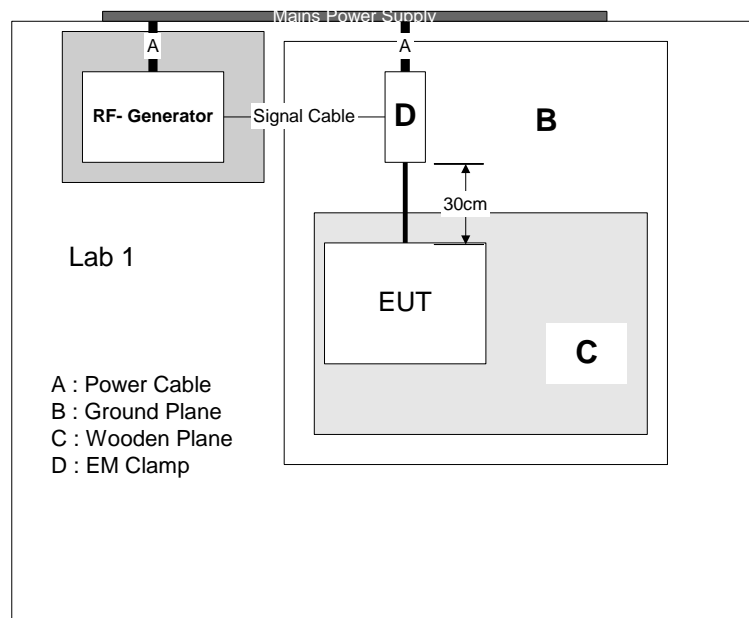 Mains Power Supply
A
A
RF- Generator
Signal Cable
D
B
30cm
Lab 1
EUT
C
A : Power Cable
B : Ground Plane
C : Wooden Plane
D : EM Clamp